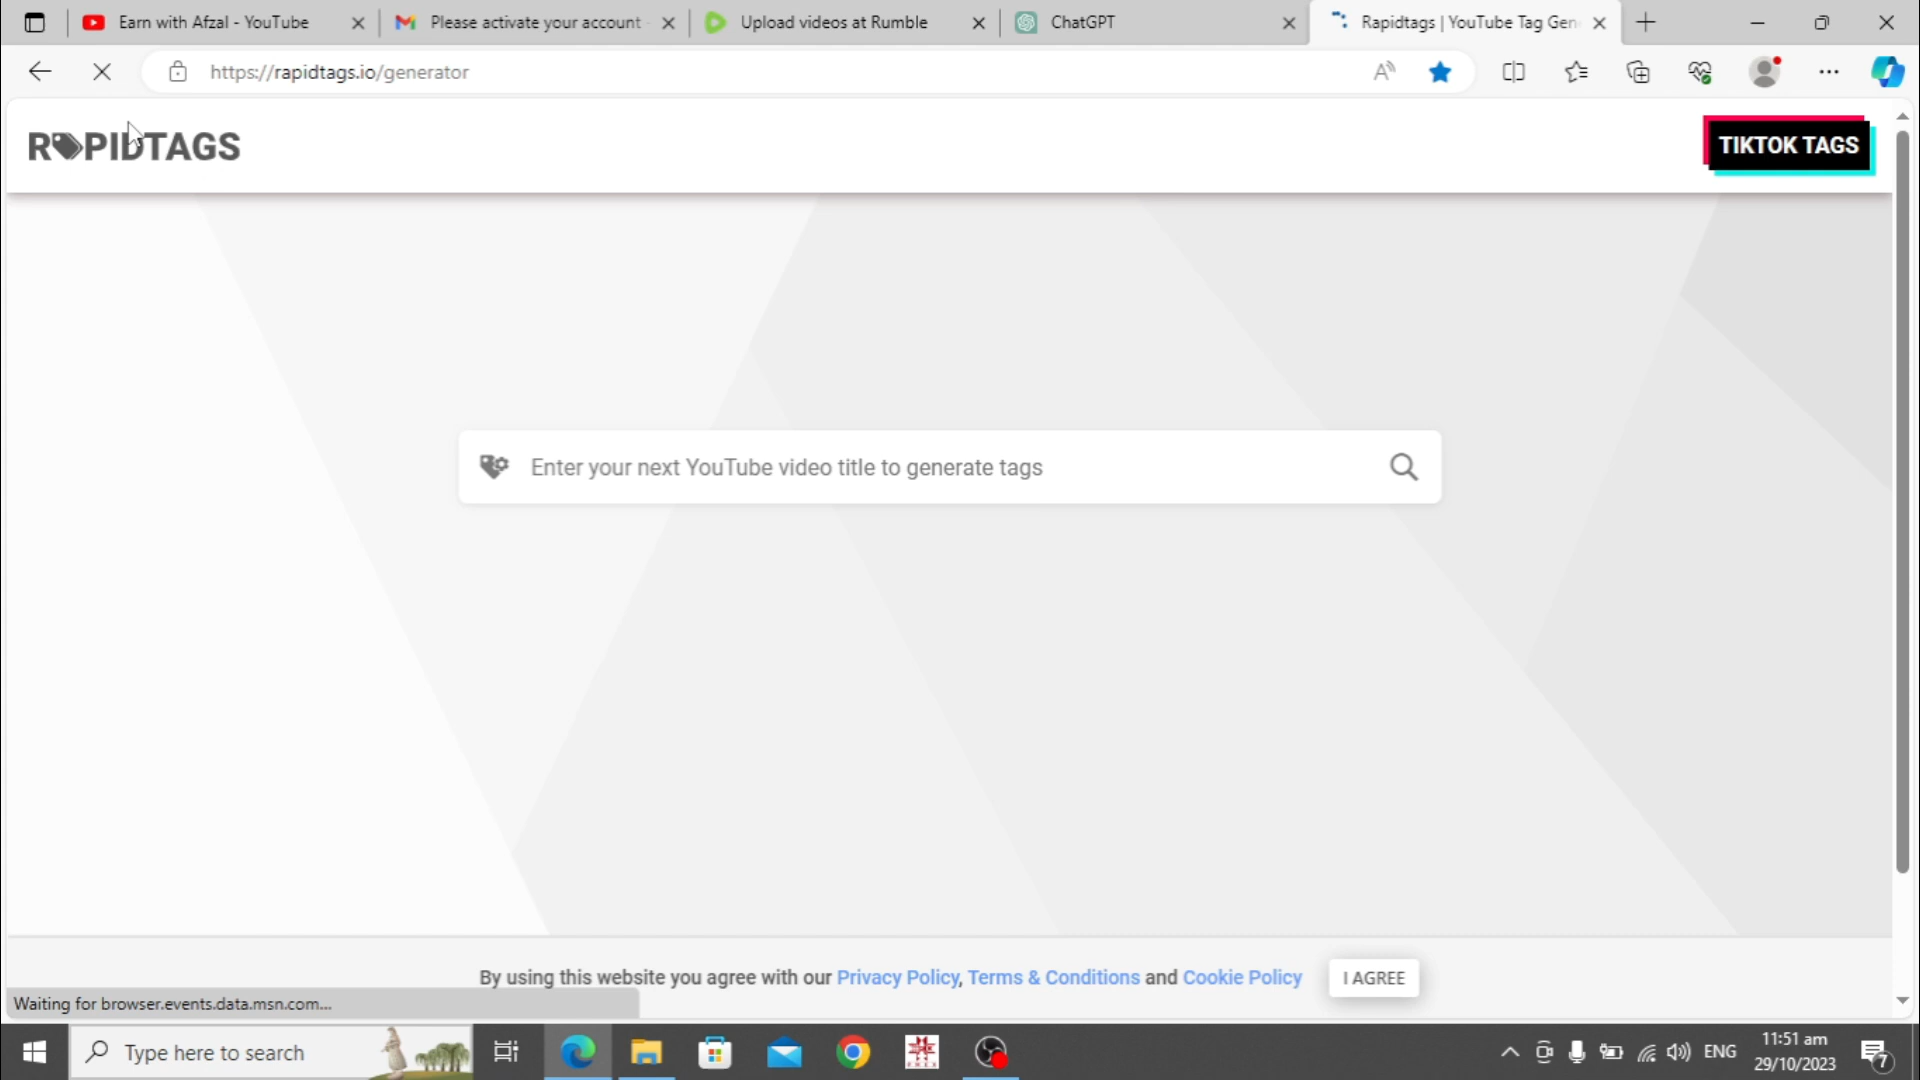 Earn with Afzal - YouTube
Please activate your account
Upload videos at Rumble
ChatGPT
Rapidtags | YouTube Tag Gen
https://rapidtags.io/generator
RAPIDTAGS
TIKTOK TAGS
Enter your next YouTube video title to generate tags
By using this website you agree with our Privacy Policy, Terms & Conditions and Cookie Policy
I AGREE
Waiting for browser.events.data.msn.com...
Type here to search
ENG
11:51 am
29/10/2023
7